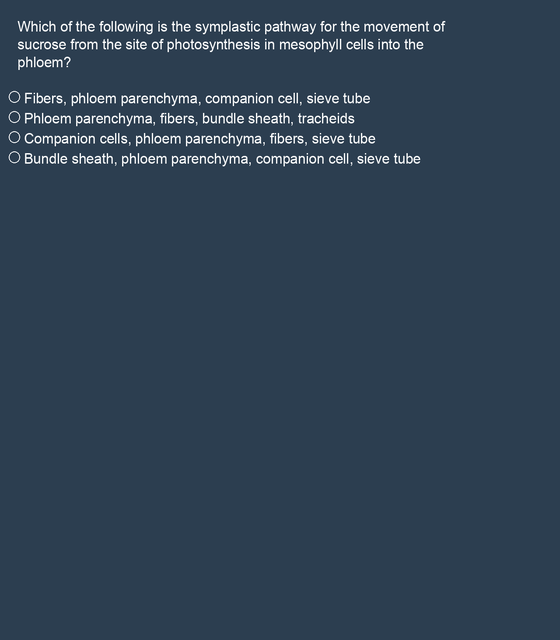 Which of the following is the symplastic pathway for the movement of
sucrose from the site of photosynthesis in mesophyll cells into the
phloem?
Fibers, phloem parenchyma, companion cell, sieve tube
Phloem parenchyma, fibers, bundle sheath, tracheids
Companion cells, phloem parenchyma, fibers, sieve tube
Bundle sheath, phloem parenchyma, companion cell, sieve tube